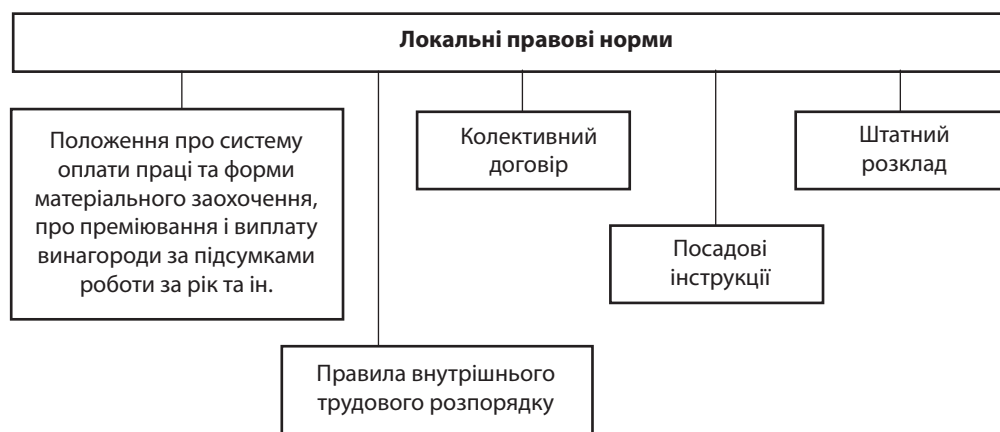 Локальні правові норми
Положення про систему
оплати праці та форми
матеріального заохочення,
про преміювання і виплату
винагороди за підсумками
роботи за рік та ін.
Правила внутрішнього
трудового розпорядку
Колективний
договір
Посадові
інструкції
Штатний
розклад